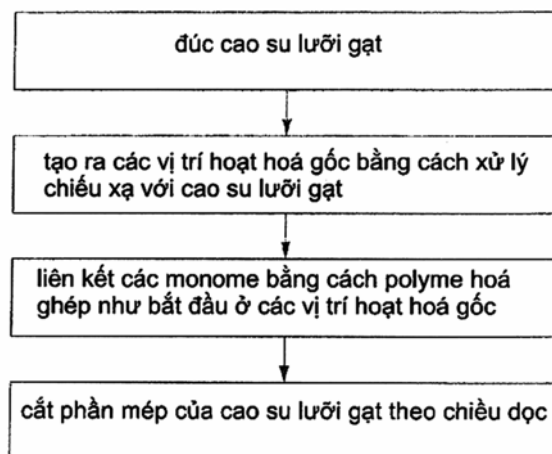 đúc cao su lưỡi gạt
tạo ra các vị trí hoạt hoá gốc bằng cách xử lý
chiếu xạ với cao su lưỡi gạt
liên kết các monome bằng cách polyme hoá
ghép như bắt đầu ở các vị trí hoạt hoá gốc
cắt phần mép của cao su lưỡi gạt theo chiều dọc